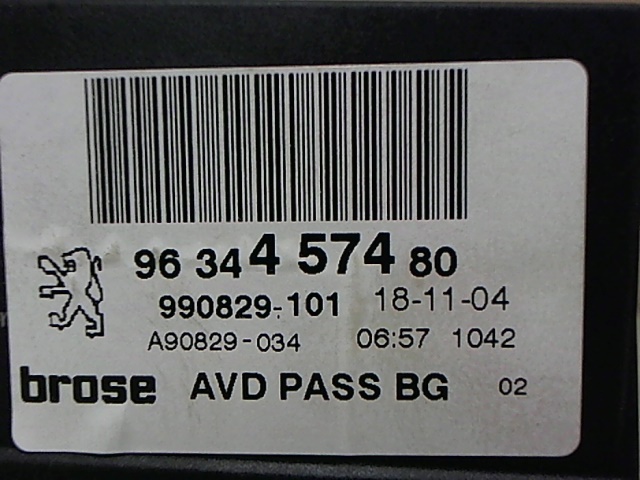 96 34 4 574 80
990829-101 18-11-04
A90829-034 06:57 1042
brose AVD PASS BG 02